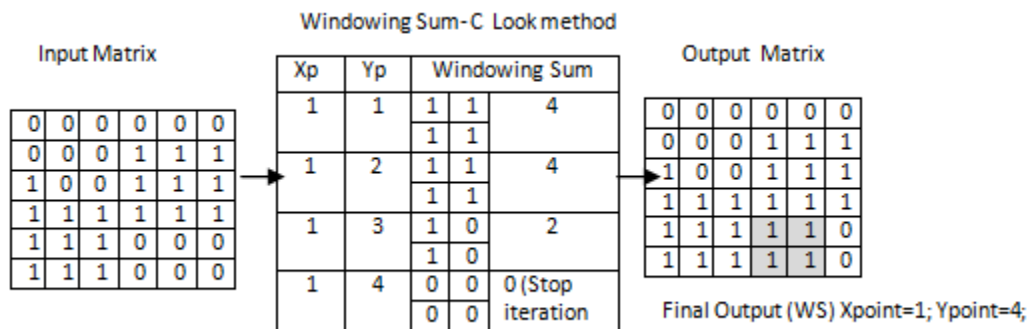 Windowing Sum-C Look method
Input Matrix
0 0 0 0 0 0
0 0 0 1 1 1
1 0 0 1 1 1
1 1 1 1 1 1
1 1 1 0 0 0
1 1 1 0 0 0
Xp Yp Windowing Sum
1 1 1 1 4
1 1
1 2 1 1 4
1 1
1 3 1 0 2
1 0
1 4 0 0 0 (Stop
0 0 iteration
Output Matrix
0 0 0 0 0 0
0 0 0 1 1 1
1 0 0 1 1 1
1 1 1 1 1 1
1 1 1 1 1 0
1 1 1 1 1 0
Final Output (WS) Xpoint=1; Ypoint=4;